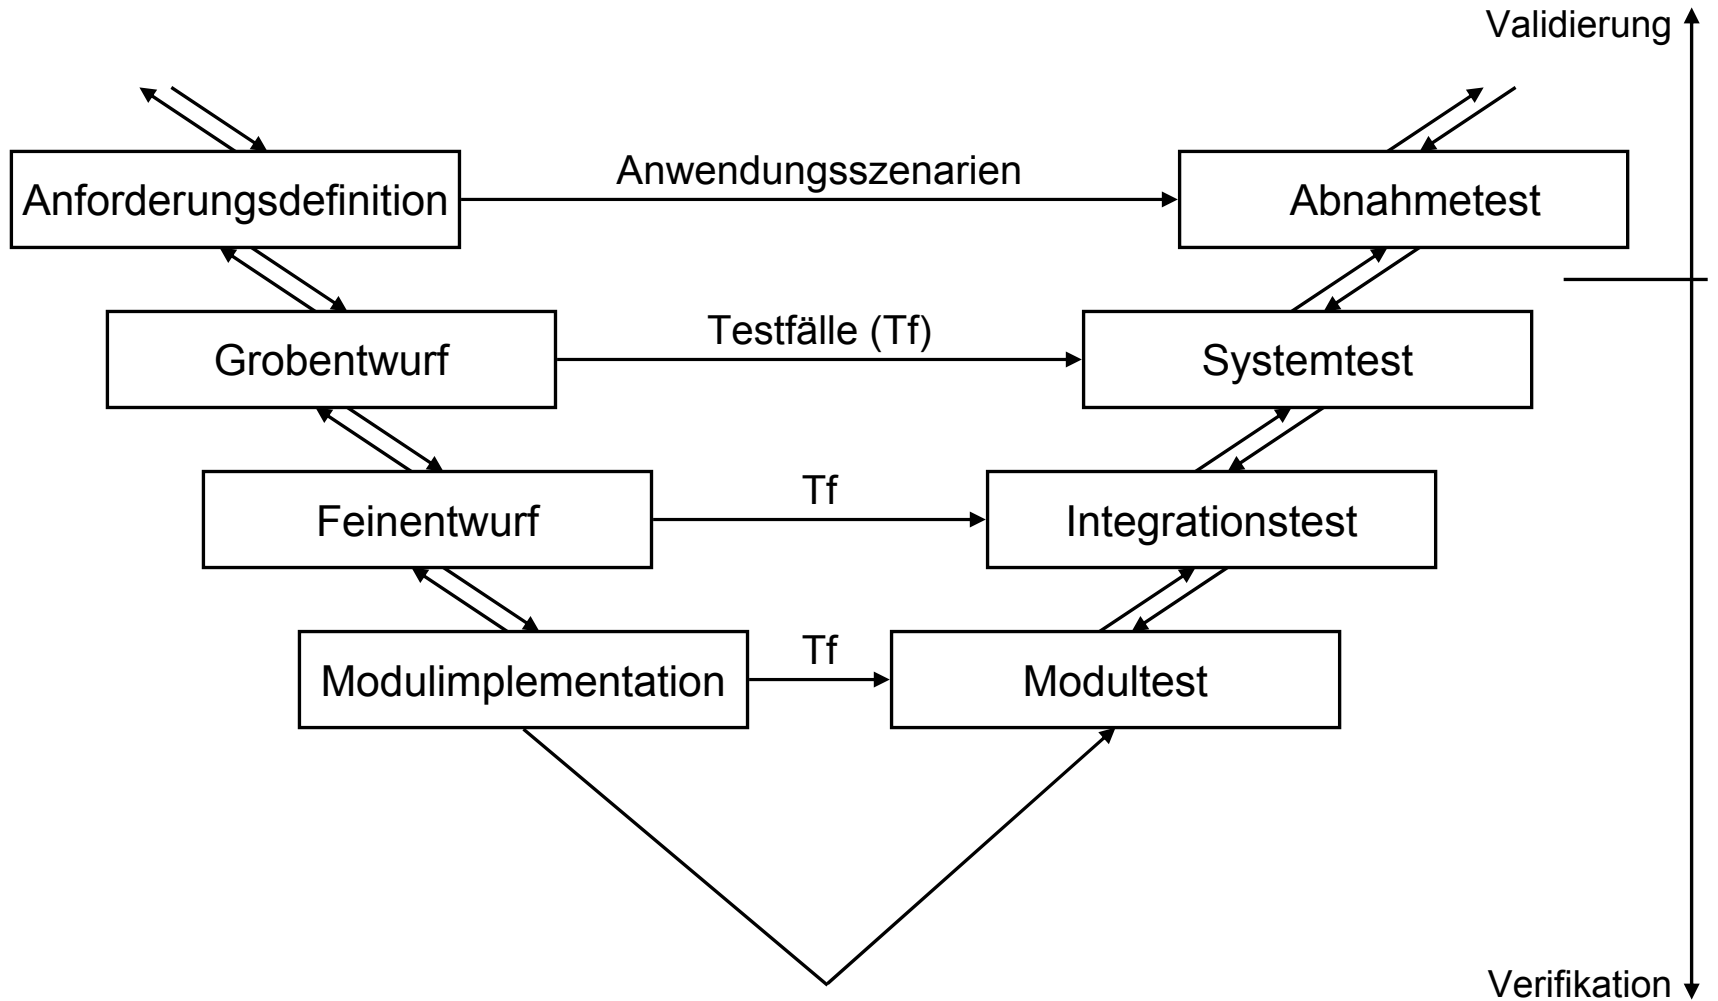 Validierung
Anwendungsszenarien
Anforderungsdefinition
Abnahmetest
Testfälle (Tf)
Grobentwurf
Systemtest
Tf
Feinentwurf
Integrationstest
Tf
Modulimplementation
Modultest
Verifikation